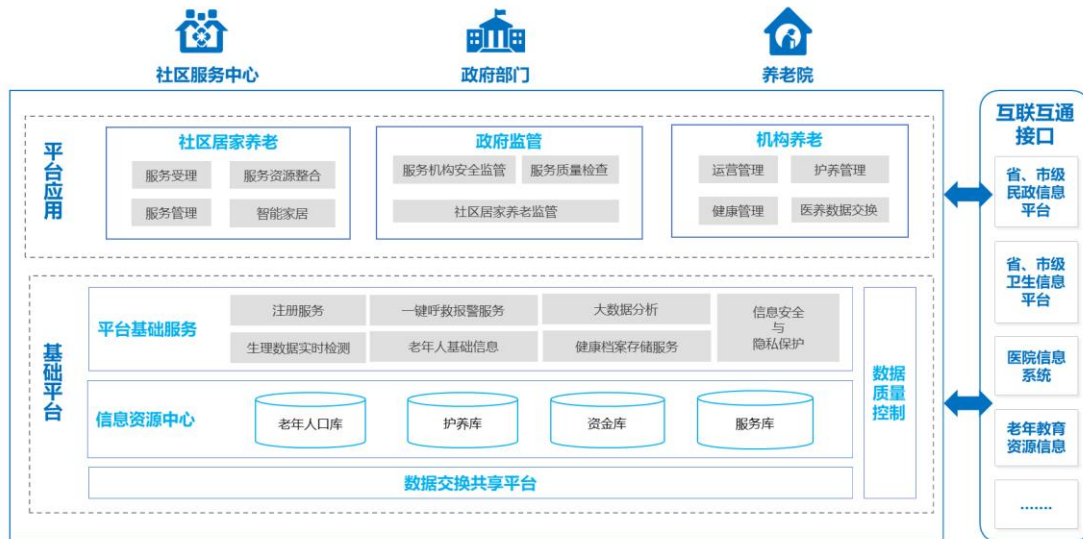 社区服务中心
政府部门
养老院
平台应用
社区居家养老
服务受理
服务资源整合
服务管理
智能家居
政府监管
服务机构安全监管
服务质量检查
社区居家养老监管
机构养老
运营管理
护养管理
健康管理
医养数据交换
基础平台
平台基础服务
注册服务
一键呼救报警服务
大数据分析
信息安全
与
隐私保护
生理数据实时检测
老年人基础信息
健康档案存储服务
信息资源中心
老年人口库
护养库
资金库
服务库
数据交换共享平台
数据
质量
控制
互联互通
接口
省、市级
民政信息
平台
省、市级
卫生信息
平台
医院信息
系统
老年教育
资源信息
.......